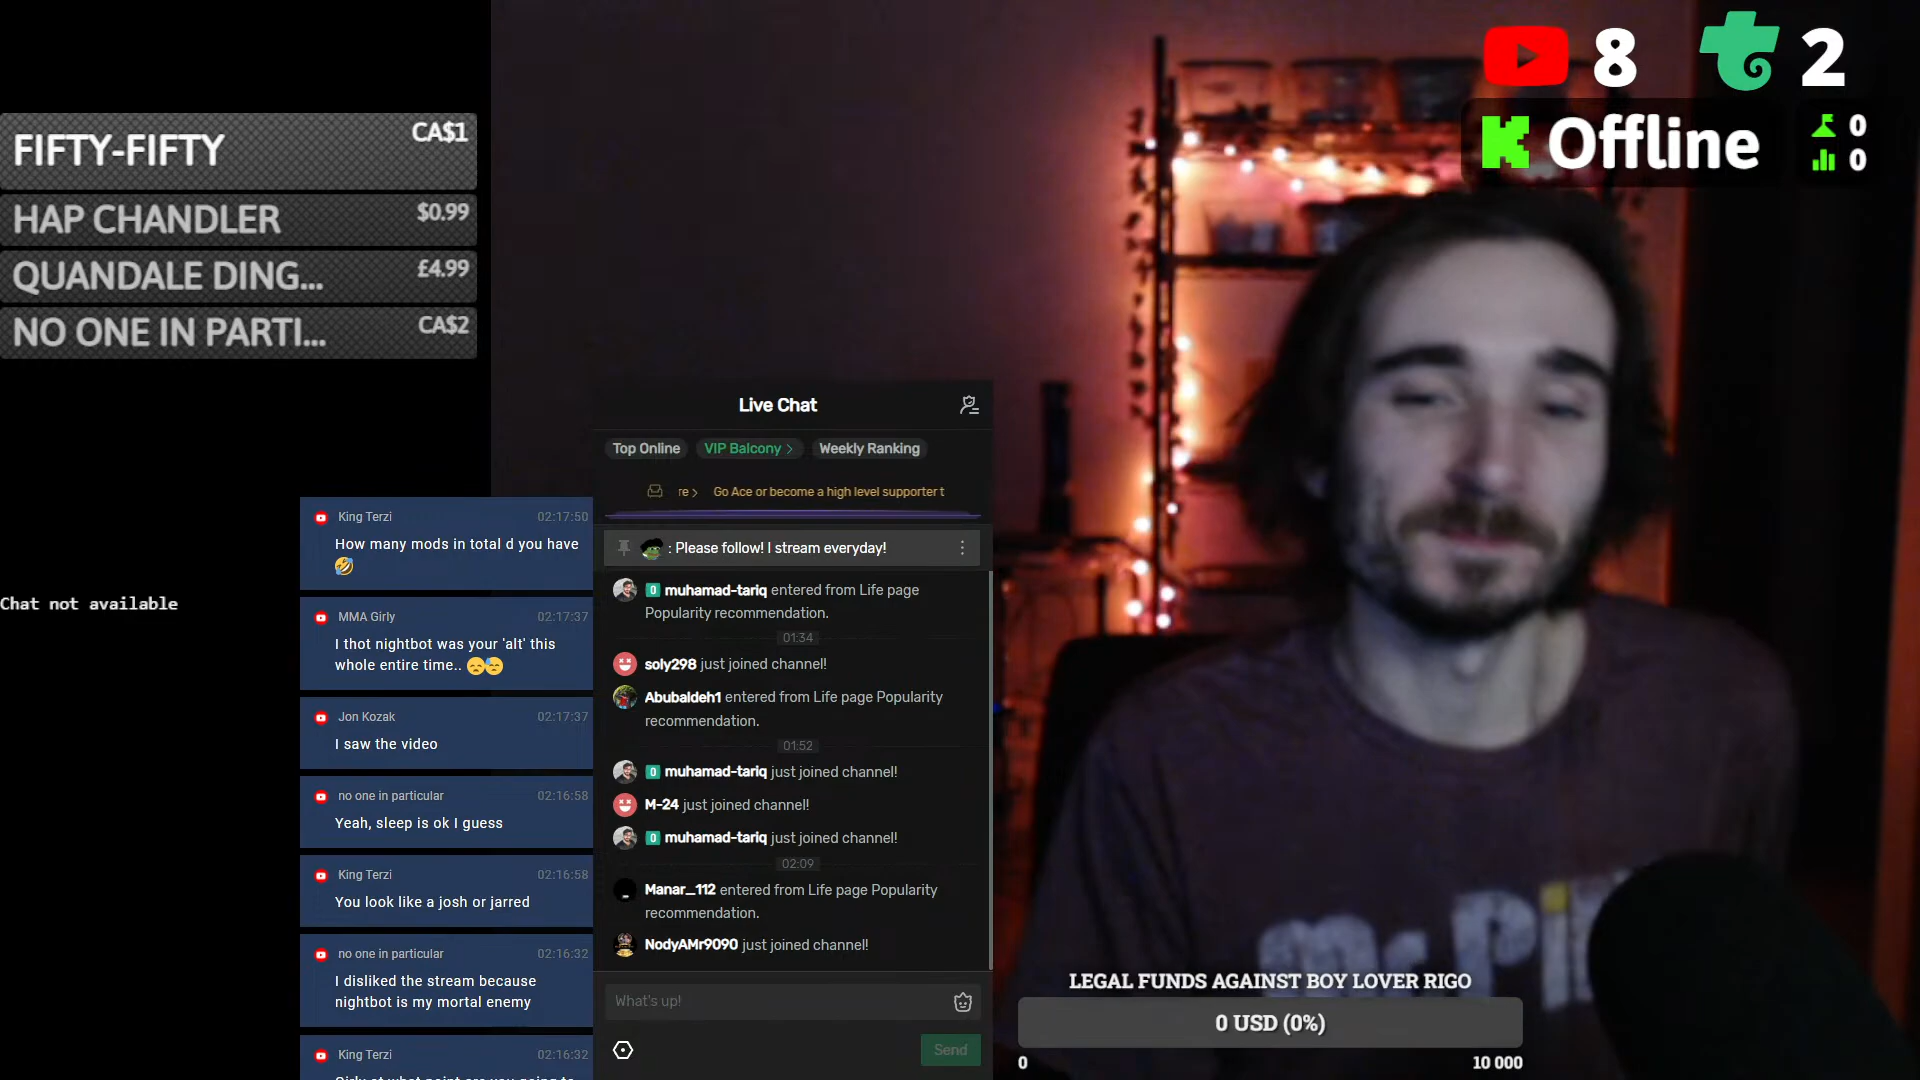 FIFTY-FIFTY CA$1
HAP CHANDLER $0.99
QUANDALE DING... £4.99
NO ONE IN PARTI... CA$2
Chat not available
King Terzi 02:17:50
How many mods in total d you have
🤣
MMA Girly 02:17:37
I thot nightbot was your 'alt' this
whole entire time.. 😞😓
Jon Kozak 02:17:37
I saw the video
no one in particular 02:16:58
Yeah, sleep is ok I guess
King Terzi 02:16:58
You look like a josh or jarred
no one in particular 02:16:32
I disliked the stream because
nightbot is my mortal enemy
King Terzi 02:16:32
Live Chat
Top Online VIP Balcony > Weekly Ranking
re > Go Ace or become a high level supporter t
: Please follow! I stream everyday!
0 muhamad-tariq entered from Life page
Popularity recommendation.
01:34
soly298 just joined channel!
Abubaldeh1 entered from Life page Popularity
recommendation.
01:52
0 muhamad-tariq just joined channel!
M-24 just joined channel!
0 muhamad-tariq just joined channel!
02:09
Manar_112 entered from Life page Popularity
recommendation.
NodyAMr9090 just joined channel!
What's up!
Send
8 2
K Offline 0
0
Mr. Pi
LEGAL FUNDS AGAINST BOY LOVER RIGO
0 USD (0%)
0 10 000